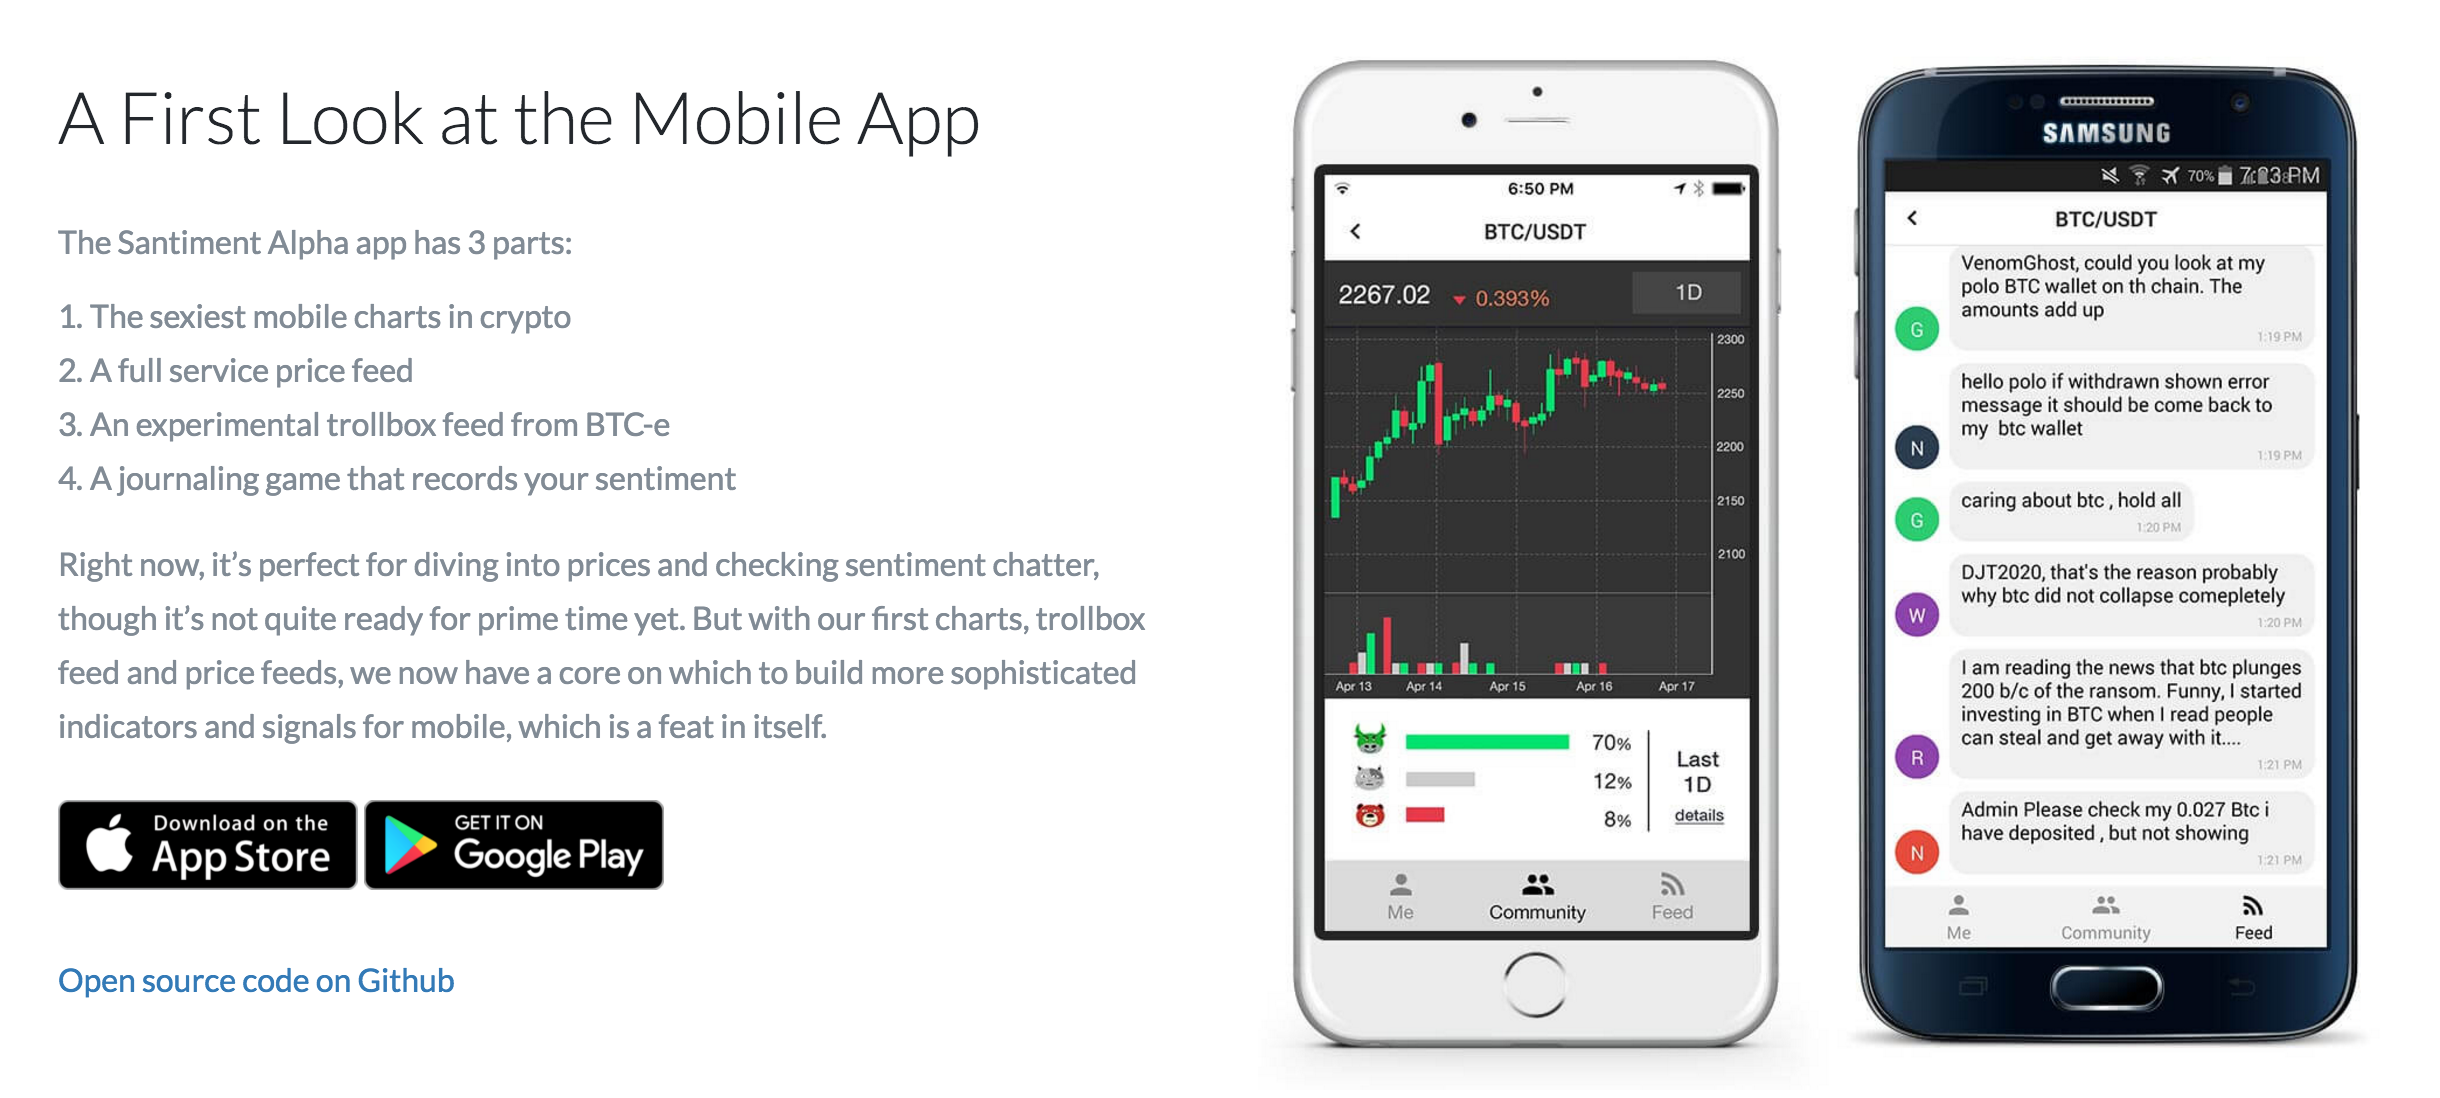 A First Look at the Mobile App
The Santiment Alpha app has 3 parts:
1. The sexiest mobile charts in crypto
2. A full service price feed
3. An experimental trollbox feed from BTC-e
4. A journaling game that records your sentiment
Right now, it’s perfect for diving into prices and checking sentiment chatter,
though it’s not quite ready for prime time yet. But with our first charts, trollbox
feed and price feeds, we now have a core on which to build more sophisticated
indicators and signals for mobile, which is a feat in itself.
Download on the
App Store
GET IT ON
Google Play
Open source code on Github
6:50 PM
BTC/USDT
2267.02 0.393% 1D
2300
2250
2200
2150
2100
Apr 13 Apr 14 Apr 15 Apr 16 Apr 17
70%
12%
8%
Last
1D
details
Me Community Feed
SAMSUNG
70%
BTC/USDT
VenomGhost, could you look at my
polo BTC wallet on th chain. The
amounts add up
1:19 PM
G
hello polo if withdrawn shown error
message it should be come back to
my btc wallet
1:19 PM
N
caring about btc , hold all
1:20 PM
G
DJT2020, that's the reason probably
why btc did not collapse comepletely
1:20 PM
W
I am reading the news that btc plunges
200 b/c of the ransom. Funny, I started
investing in BTC when I read people
can steal and get away with it....
1:21 PM
R
Admin Please check my 0.027 Btc i
have deposited , but not showing
1:21 PM
N
Me Community Feed